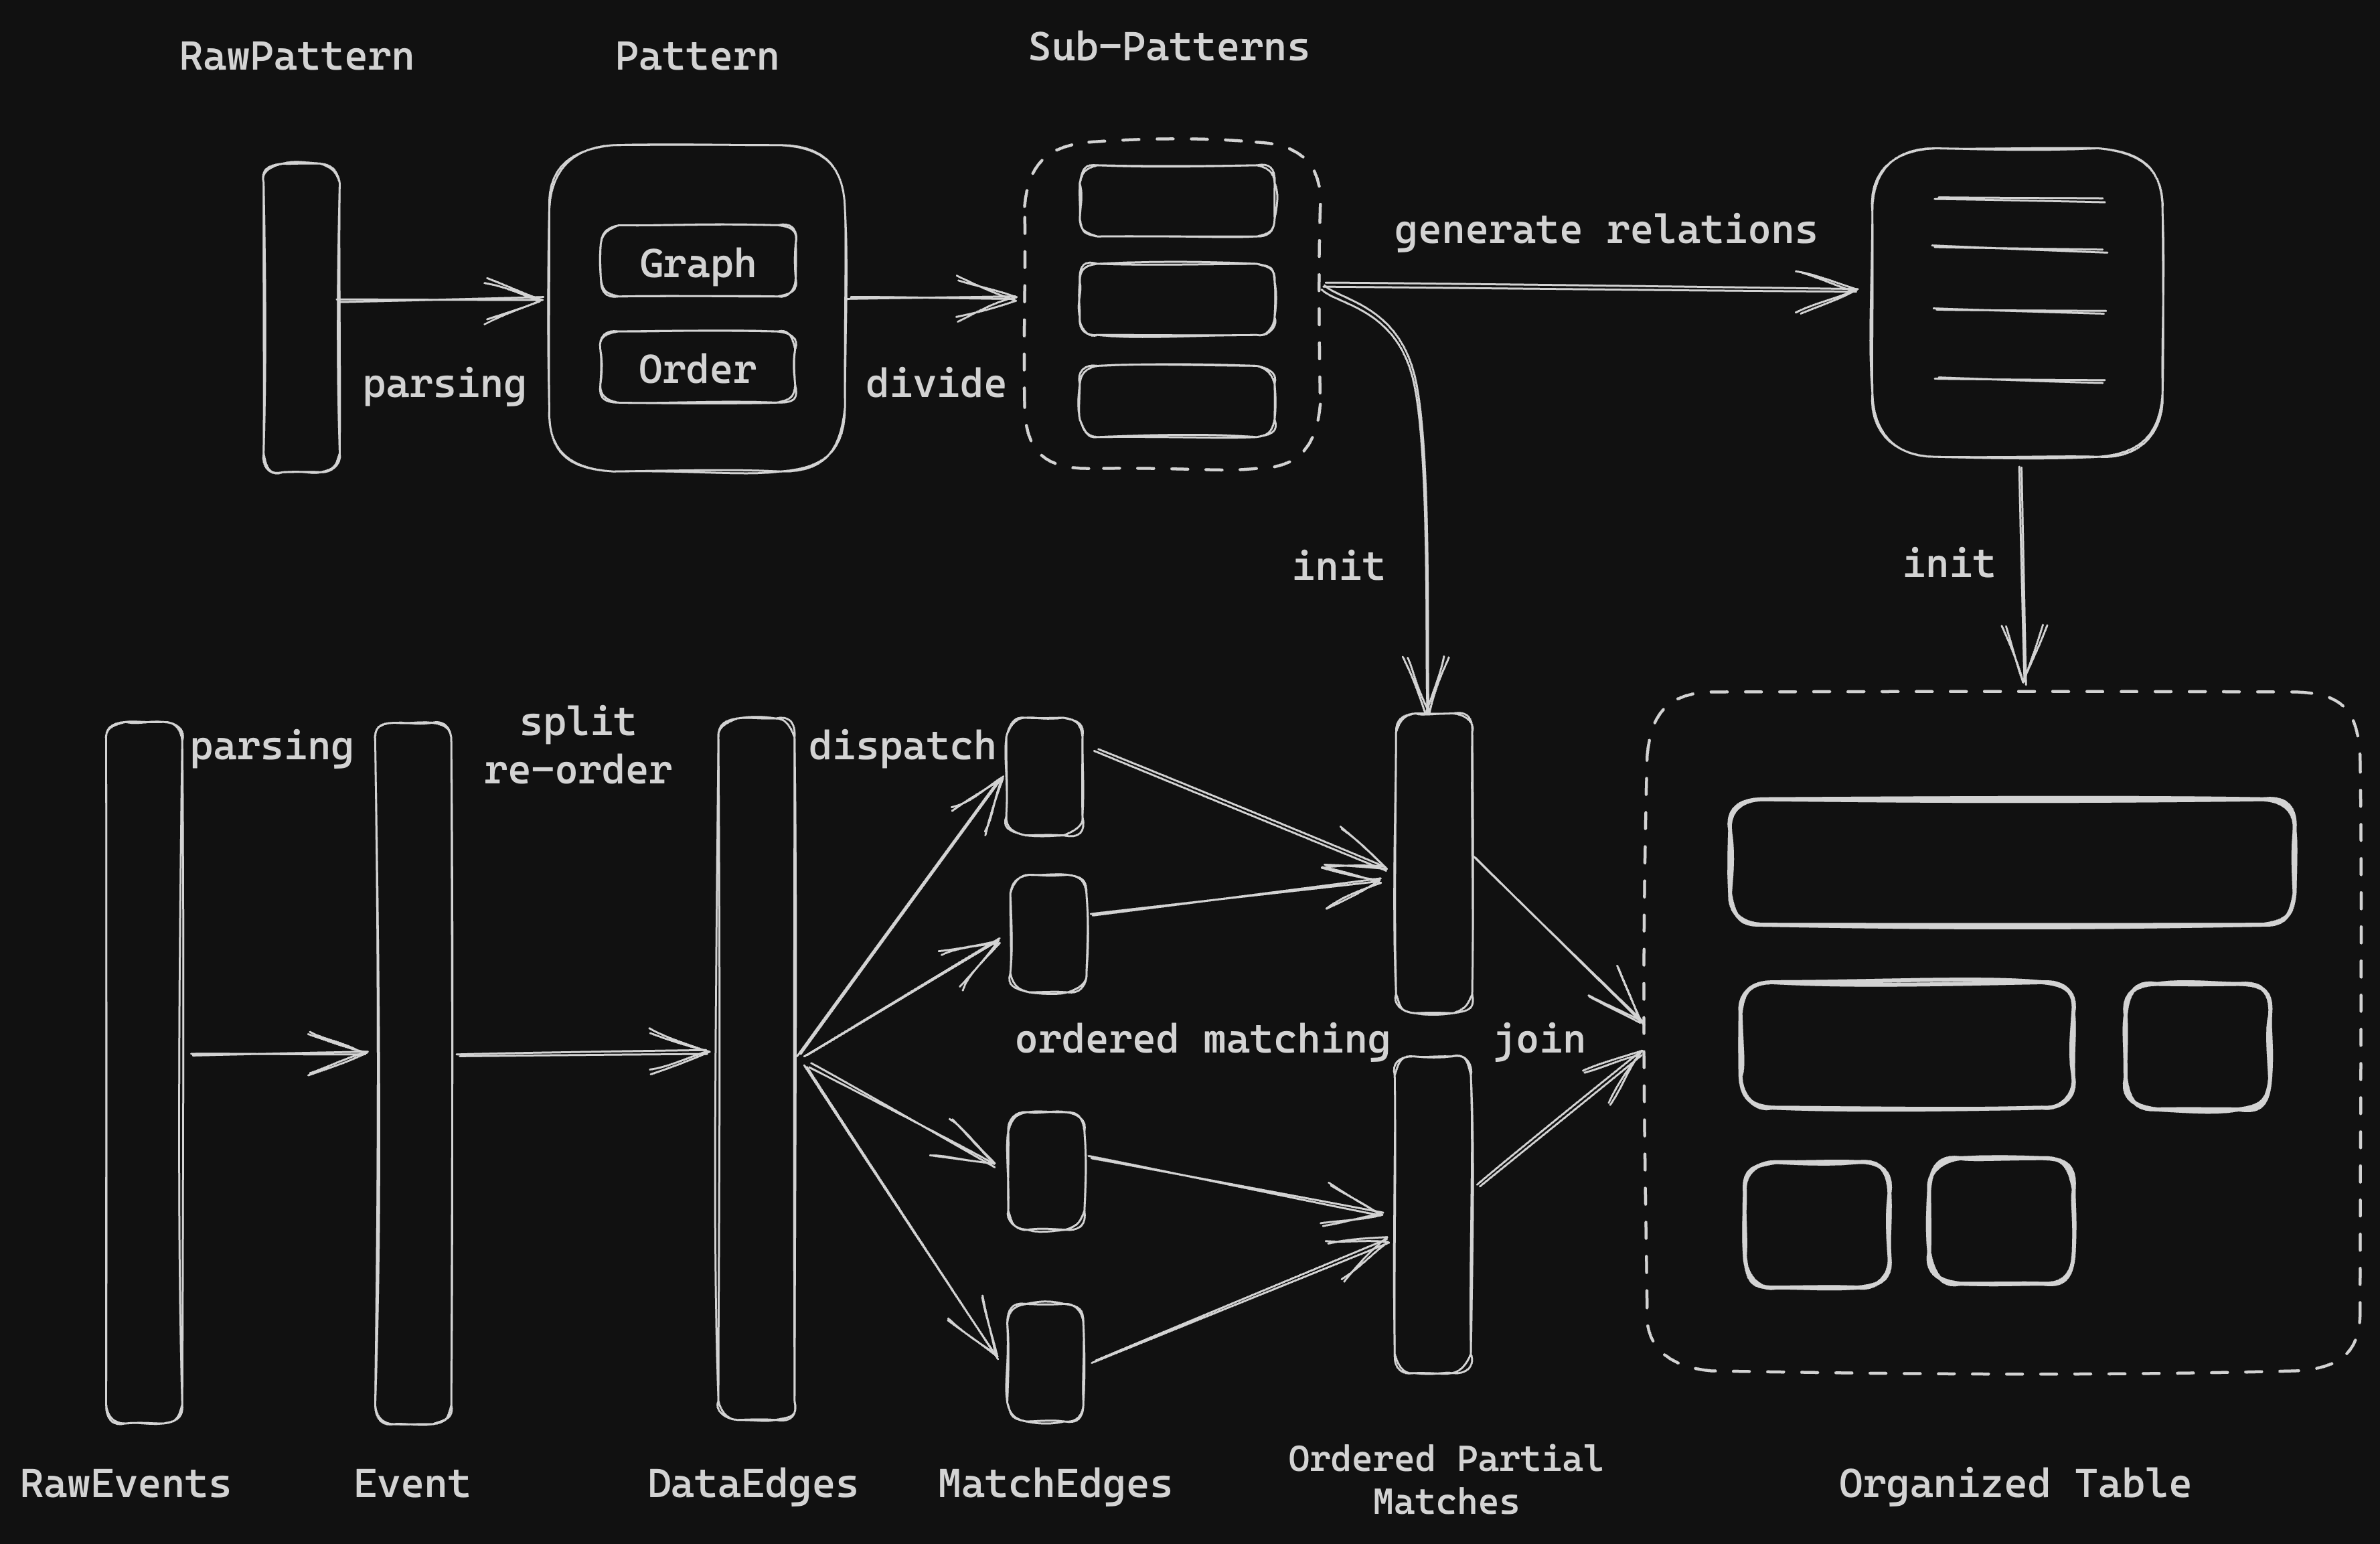 RawPattern
Pattern
Sub-Patterns
Graph
Order
parsing
divide
generate relations
init
init
parsing
split
re-order
dispatch
ordered matching
join
RawEvents
Event
DataEdges
MatchEdges
Ordered Partial
Matches
Organized Table